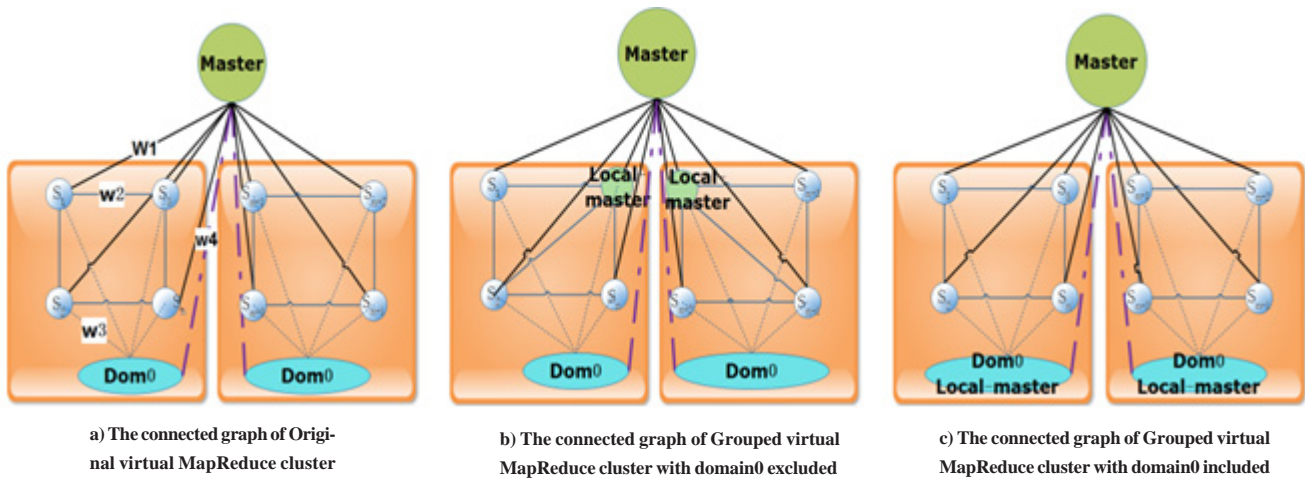 Master
Master
Master
W1
w2
w4
w3
Dom0
Dom0
Local
master
Local
master
Dom0
Dom0
Dom0
Local-master
Dom0
Local-master
a) The connected graph of Origi-
nal virtual MapReduce cluster
b) The connected graph of Grouped virtual
MapReduce cluster with domain0 excluded
c) The connected graph of Grouped virtual
MapReduce cluster with domain0 included